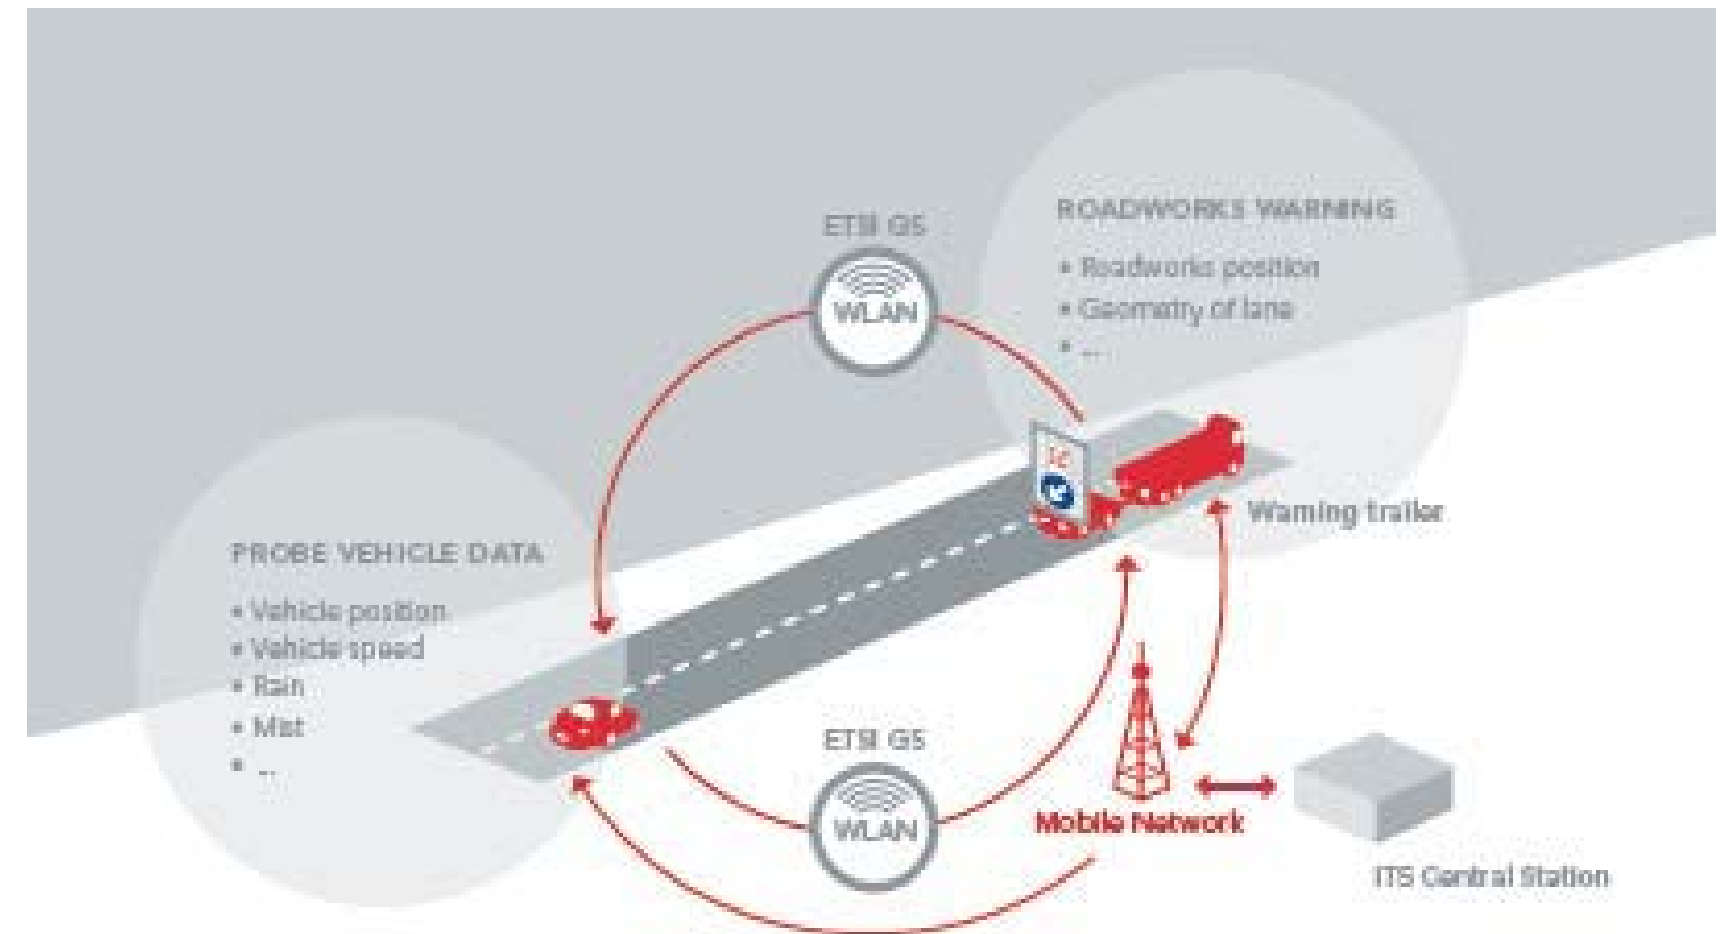 ETSI G5
WLAN
ROADWORKS WARNING
• Roadworks position
• Geometry of lane
• ...
Warning trailer
PROBE VEHICLE DATA
• Vehicle position
• Vehicle speed
• Rain
• Mist
• ...
ETSI G5
WLAN
Mobile Network
ITS Central Station